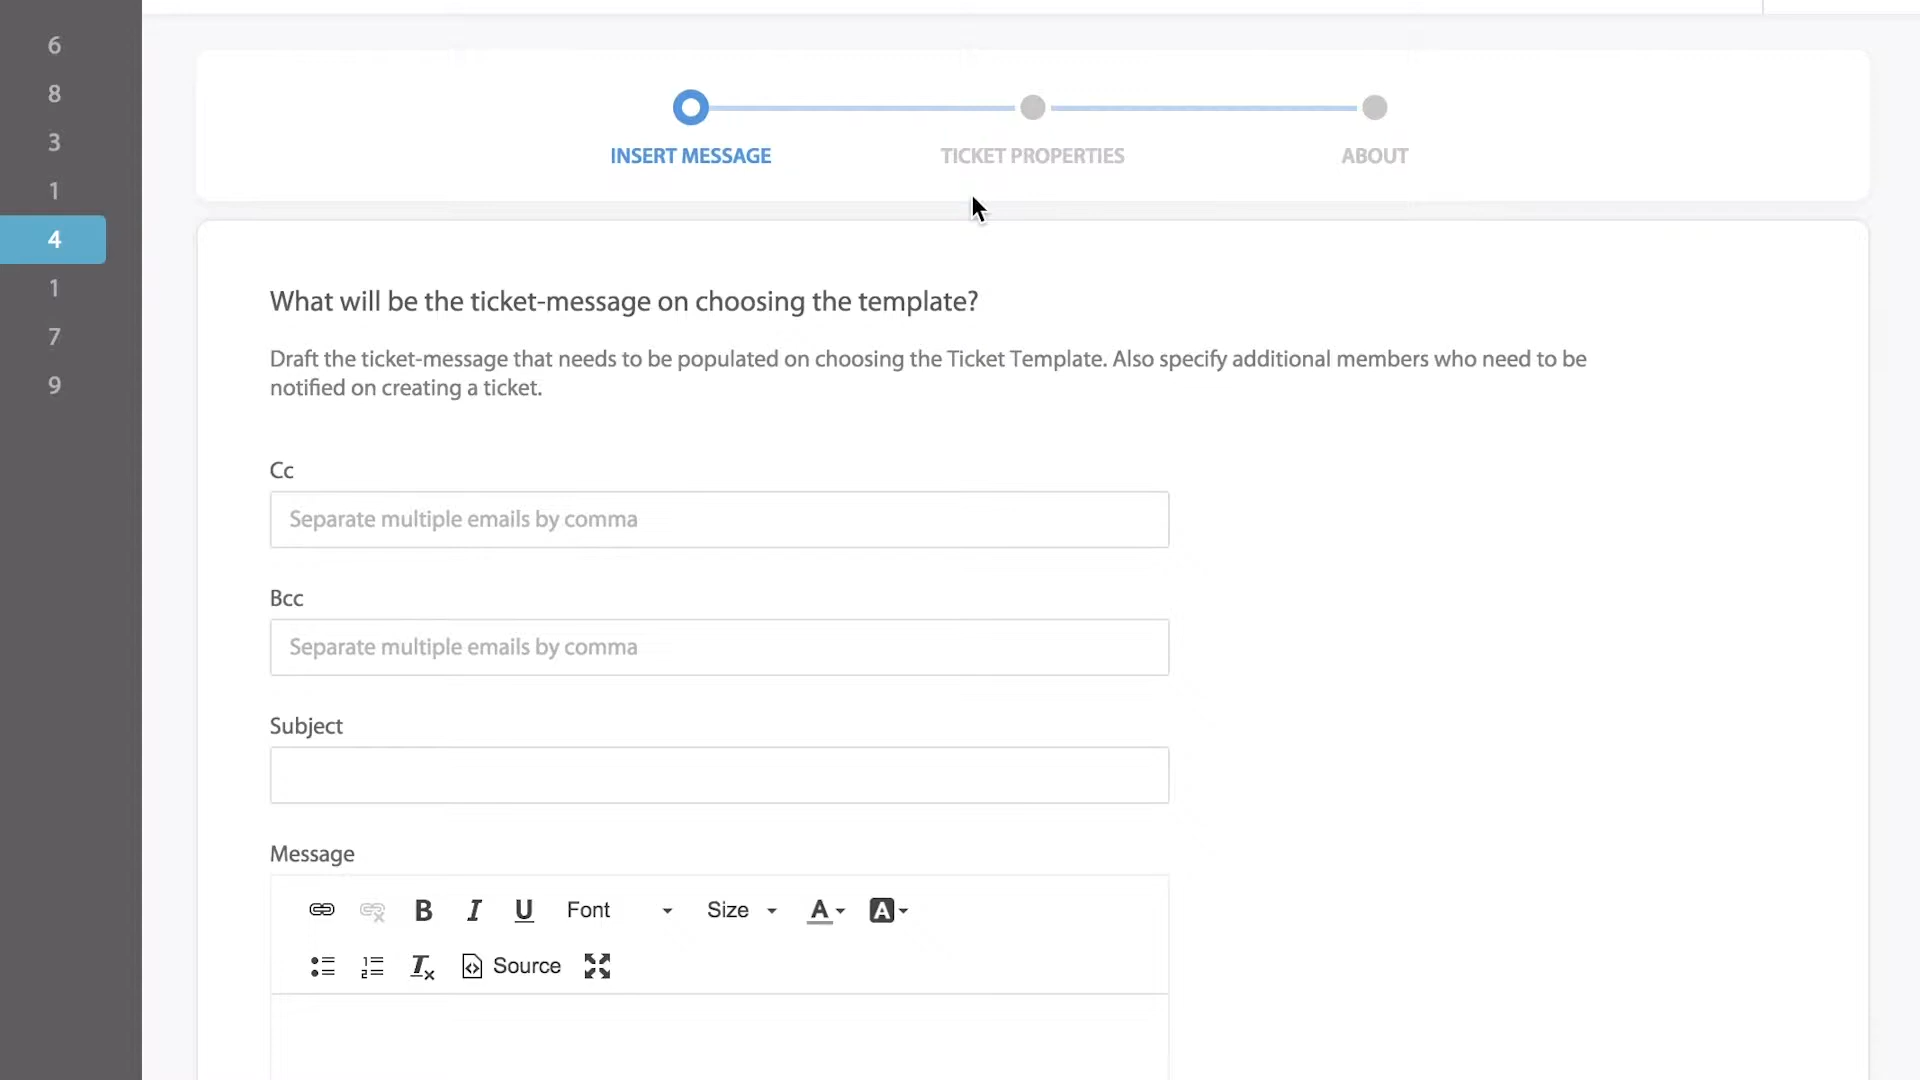 6
8
3
1
4
1
7
9
INSERT MESSAGE
TICKET PROPERTIES
ABOUT
What will be the ticket-message on choosing the template?
Draft the ticket-message that needs to be populated on choosing the Ticket Template. Also specify additional members who need to be
notified on creating a ticket.
Cc
Separate multiple emails by comma
Bcc
Separate multiple emails by comma
Subject
Message
B I U Font Size A A
Source